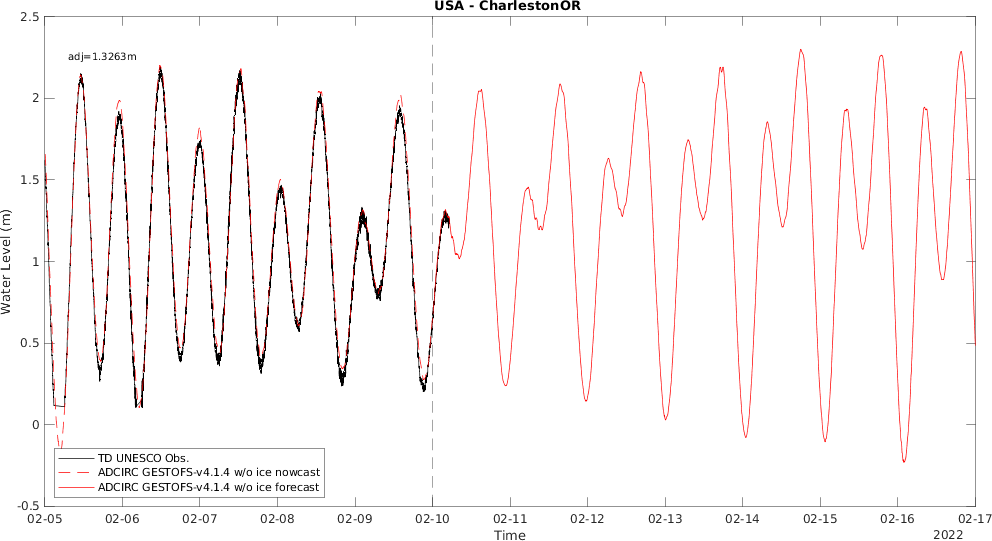 USA - CharlestonOR
adj=1.3263m
2.5
2
1.5
1
0.5
0
-0.5
Water Level (m)
TD UNESCO Obs.
ADCIRC GESTOFS-v4.1.4 w/o ice nowcast
ADCIRC GESTOFS-v4.1.4 w/o ice forecast
02-05 02-06 02-07 02-08 02-09 02-10 02-11 02-12 02-13 02-14 02-15 02-16 02-17
Time
2022